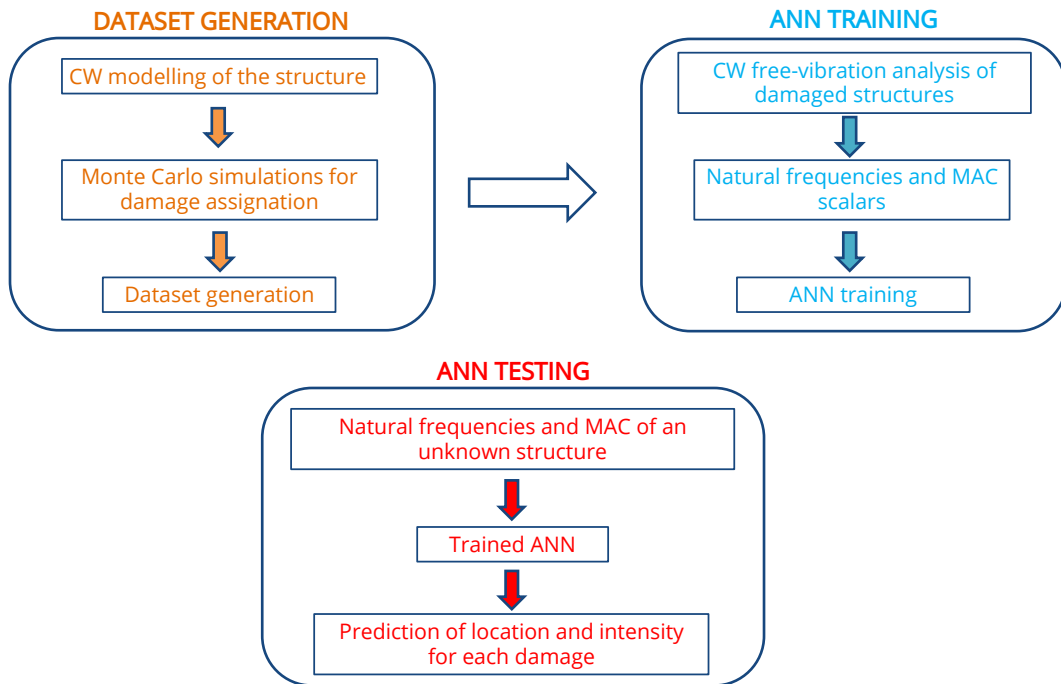 DATASET GENERATION
CW modelling of the structure
Monte Carlo simulations for
damage assignation
Dataset generation
ANN TRAINING
CW free-vibration analysis of
damaged structures
Natural frequencies and MAC
scalars
ANN training
ANN TESTING
Natural frequencies and MAC of an
unknown structure
Trained ANN
Prediction of location and intensity
for each damage